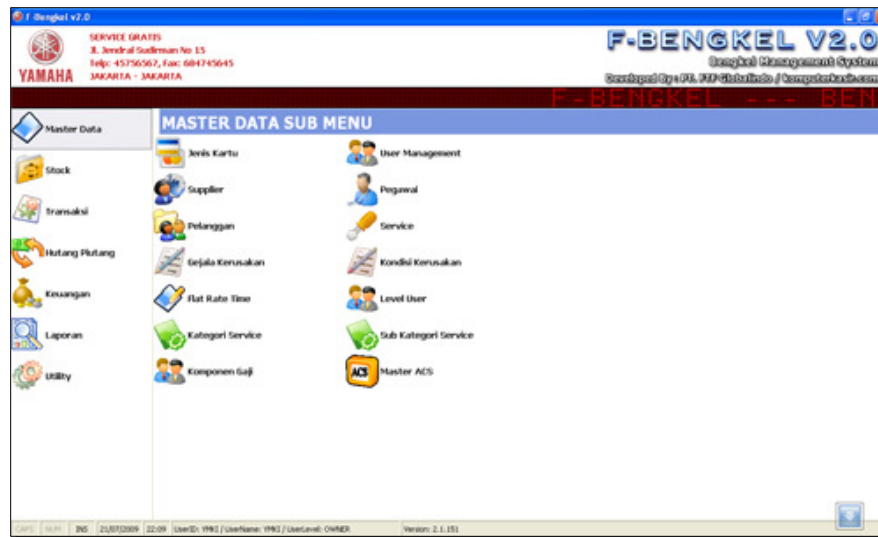 f-Bengkel v2.0
SERVICE GRATIS
Jl. Jendral Sudirman No 15
Telp: 45756567, Fax: 684745645
JAKARTA - JAKARTA
YAMAHA
F-BENGKEL V2.0
Bengkel Management System
F-BENGKEL --- BEN
Master Data
Stock
Transaksi
Hutang Piutang
Keuangan
Laporan
Utility
MASTER DATA SUB MENU
Jenis Kartu
User Management
Supplier
Pegawai
Pelanggan
Service
Gejala Kerusakan
Kondisi Kerusakan
Flat Rate Time
Level User
Kategori Service
Sub Kategori Service
Komponen Gaji
ACS
Master ACS
CAPS NUM INS 21/07/2009 22:09 UserID: YMKI / UserName: YMKI / UserLevel: OWNER Version: 2.1.151